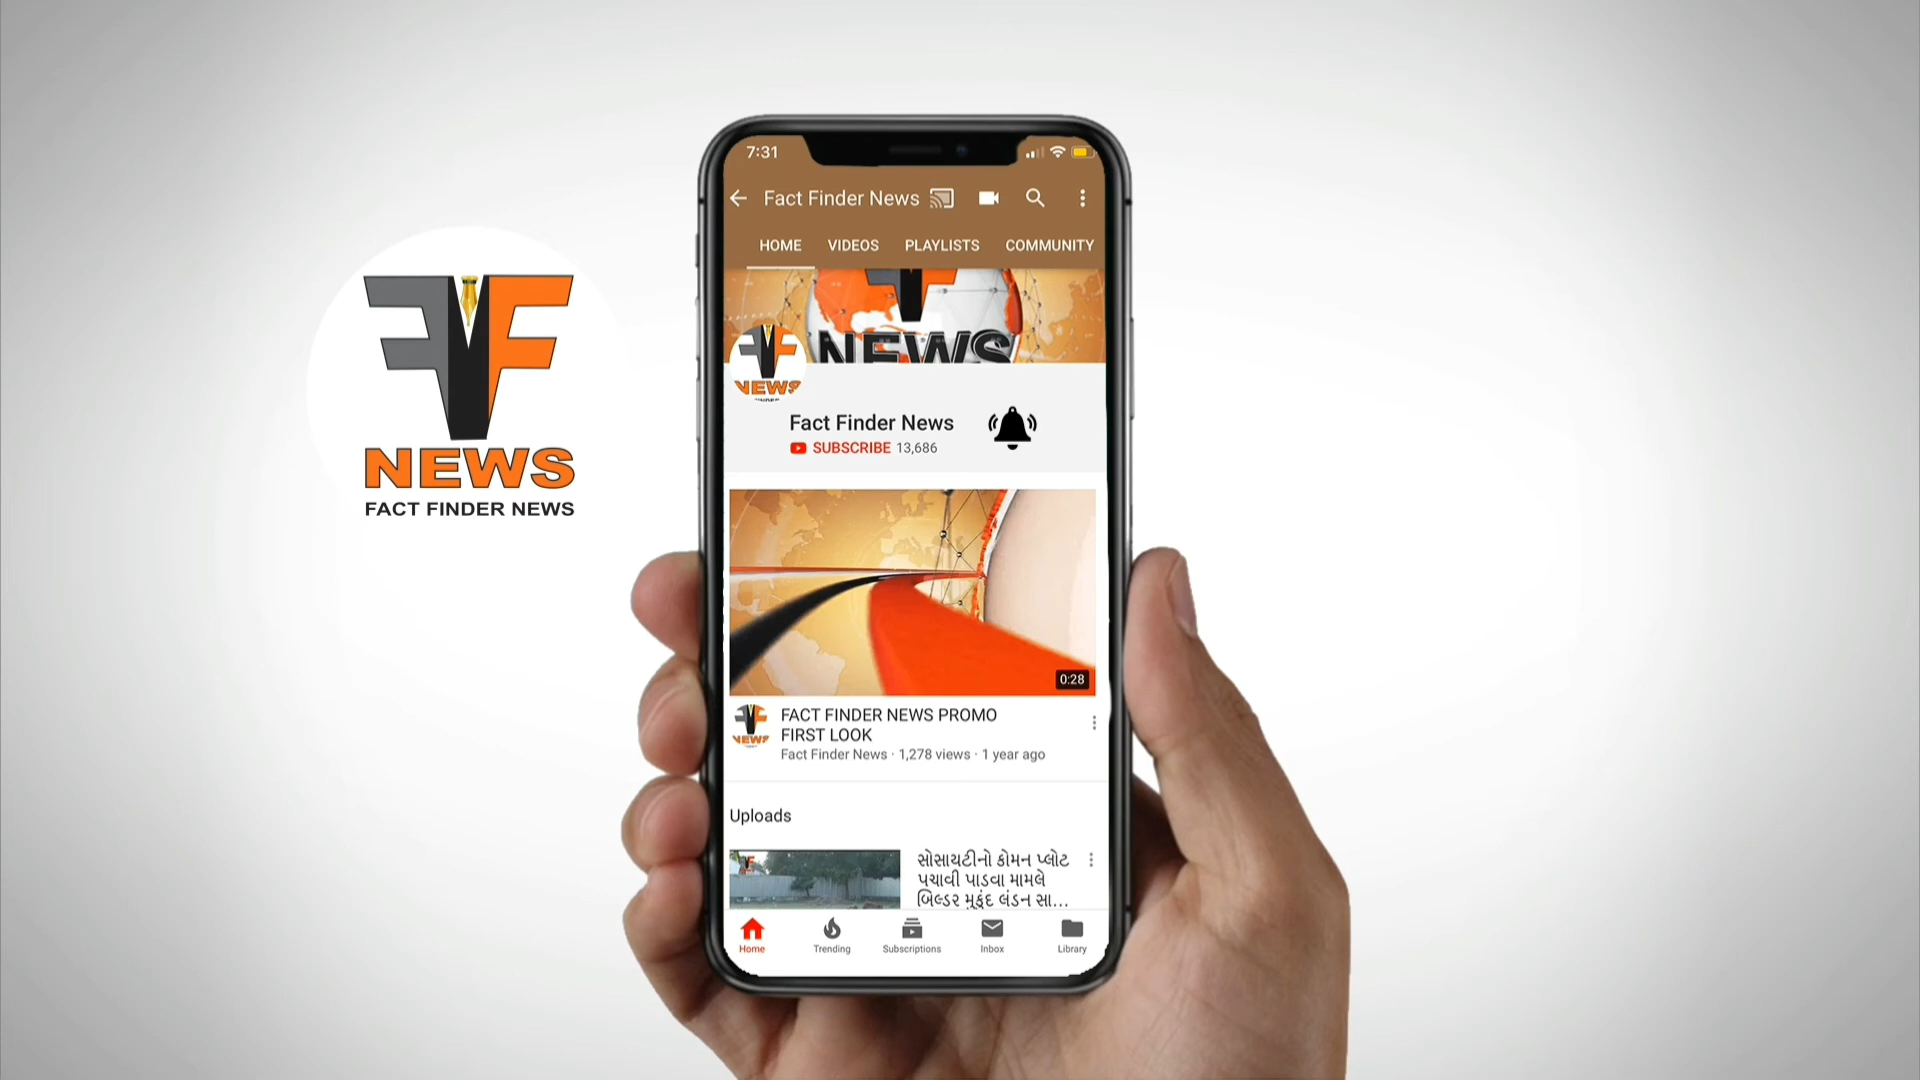 NEWS
FACT FINDER NEWS
7:31
Fact Finder News
HOME VIDEOS PLAYLISTS COMMUNITY
NEWS
NEWS
Fact Finder News
SUBSCRIBE 13,686
0:28
NEWS
FACT FINDER NEWS PROMO
FIRST LOOK
Fact Finder News · 1,278 views · 1 year ago
Uploads
સોસાયટીનો કોમન પ્લોટ
પચાવી પાડવા મામલે
બિલ્ડર મુકુંદ લંડન સા...
Home Trending Subscriptions Inbox Library